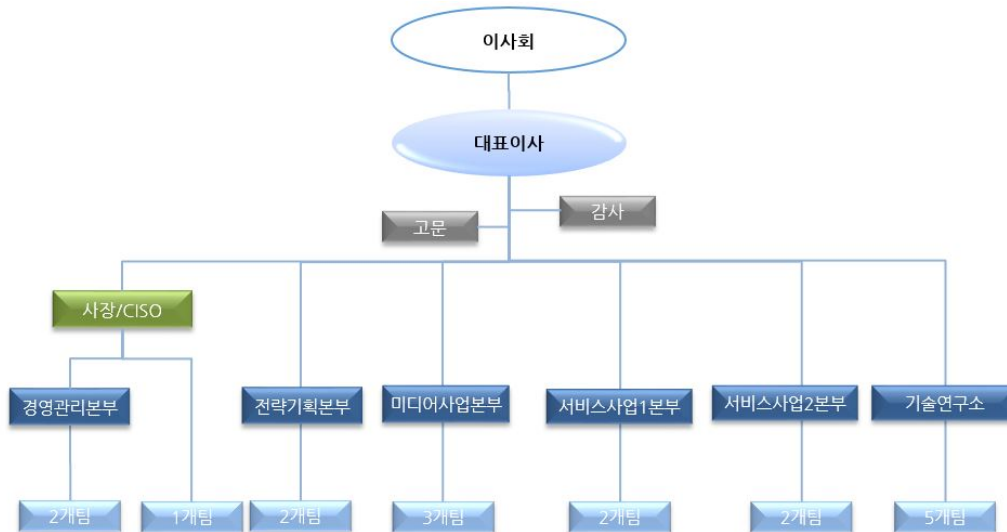 이사회
대표이사
감사
고문
사장/CISO
경영관리본부
전략기획본부
미디어사업본부
서비스사업1본부
서비스사업2본부
기술연구소
2개팀
1개팀
2개팀
3개팀
2개팀
2개팀
5개팀